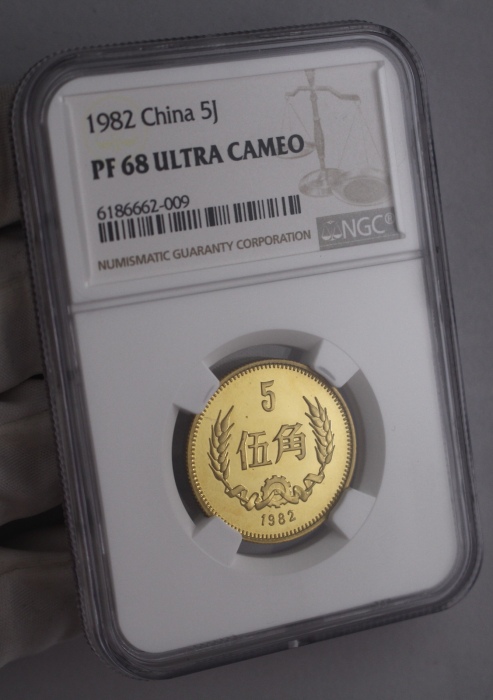 1982 China 5J
PF 68 ULTRA CAMEO
6186662-009
NUMISMATIC GUARANTY CORPORATION
NGC®
5
伍角
1982